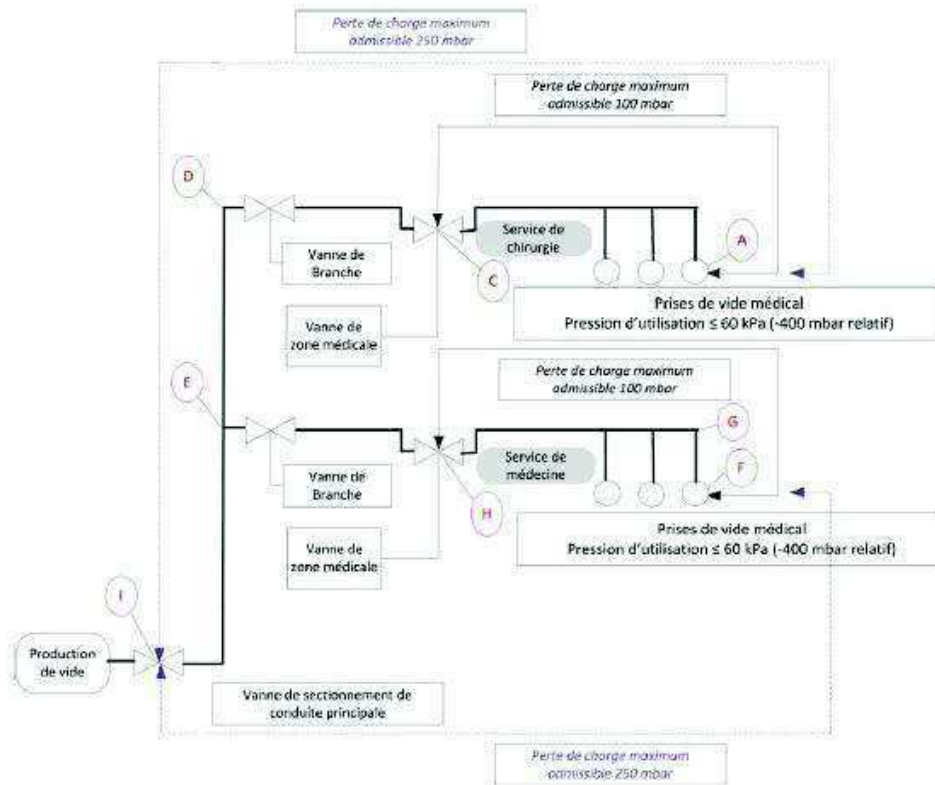 Perte de charge maximum
admissible 250 mbar
Perte de charge maximum
admissible 100 mbar
D
Service de
chirurgie
A
Vanne de
Branche
C
Prises de vide médical
Pression d'utilisation ≤ 60 kPa (-400 mbar relatif)
Vanne de
zone médicale
Perte de charge maximum
admissible 100 mbar
E
G
Service de
médecine
F
Vanne de
Branche
H
Prises de vide médical
Pression d'utilisation ≤ 60 kPa (-400 mbar relatif)
Vanne de
zone médicale
I
Production
de vide
Vanne de sectionnement de
conduite principale
Perte de charge maximum
admissible 250 mbar